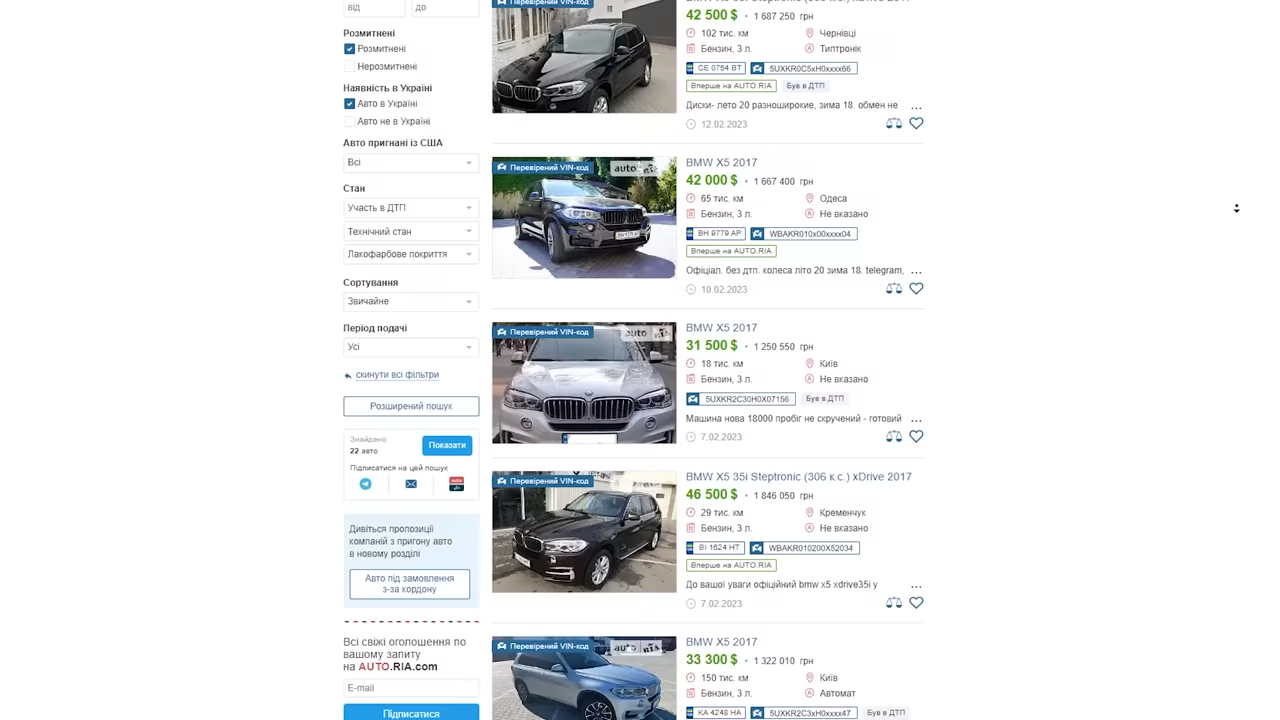 від
до
Розмитнені
Розмитнені
Нерозмитнені
Наявність в Україні
Авто в Україні
Авто не в Україні
Авто пригнані із США
Всі
Стан
Участь в ДТП
Технічний стан
Лакофарбове покриття
Сортування
Звичайне
Період подачі
Усі
скинути всі фільтри
Розширений пошук
Знайдено
22 авто
Показати
Підписатися на цей пошук
Дивіться пропозиції
компаній з пригону авто
в новому розділі
Авто під замовлення
з-за кордону
Всі свіжі оголошення по
вашому запиту
на AUTO.RIA.com
E-mail
Підписатися
Перевірений VIN-код
42 500 $ • 1 687 250 грн
102 тис. км Чернівці
Бензин, 3 л. Типтронік
CE 0754 BT 5UXKR0C5xH0xxxx66
Вперше на AUTO.RIA Був в ДТП
Диски- лето 20 разноширокие, зима 18. обмен не ...
12.02.2023
Перевірений VIN-код
BMW X5 2017
42 000 $ • 1 667 400 грн
65 тис. км Одеса
Бензин, 3 л. Не вказано
BH 9779 AP WBAKR010x00xxxx04
Вперше на AUTO.RIA
Офіціал. без дтп. колеса літо 20 зима 18. telegram, ...
10.02.2023
Перевірений VIN-код
BMW X5 2017
31 500 $ • 1 250 550 грн
18 тис. км Київ
Бензин, 3 л. Не вказано
5UXKR2C30H0X07156 Був в ДТП
Машина нова 18000 пробіг не скручений - готовий ...
7.02.2023
Перевірений VIN-код
BMW X5 35i Steptronic (306 к.с.) xDrive 2017
46 500 $ • 1 846 050 грн
29 тис. км Кременчук
Бензин, 3 л. Не вказано
BI 1624 HT WBAKR010200X52034
Вперше на AUTO.RIA
До вашої уваги офіційний bmw x5 xdrive35i у ...
7.02.2023
Перевірений VIN-код
BMW X5 2017
33 300 $ • 1 322 010 грн
150 тис. км Київ
Бензин, 3 л. Автомат
KA 4248 HA 5UXKR2C3xH0xxxx47 Був в ДТП